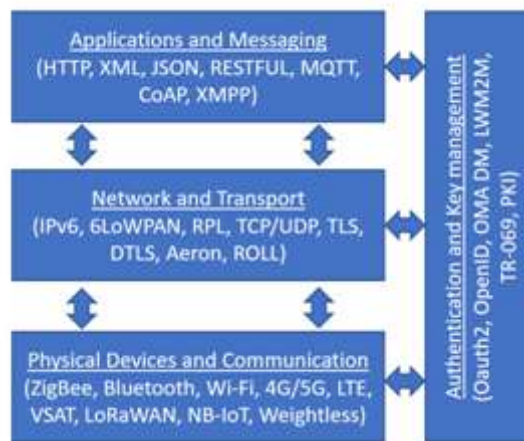 Applications and Messaging
(HTTP, XML, JSON, RESTFUL, MQTT,
CoAP, XMPP)
Network and Transport
(IPv6, 6LoWPAN, RPL, TCP/UDP, TLS,
DTLS, Aeron, ROLL)
Physical Devices and Communication
(ZigBee, Bluetooth, Wi-Fi, 4G/5G, LTE,
VSAT, LoRaWAN, NB-IoT, Weightless)
Authentication and Key management
(Oauth2, OpenID, OMA DM, LWM2M,
TR-069, PKI)